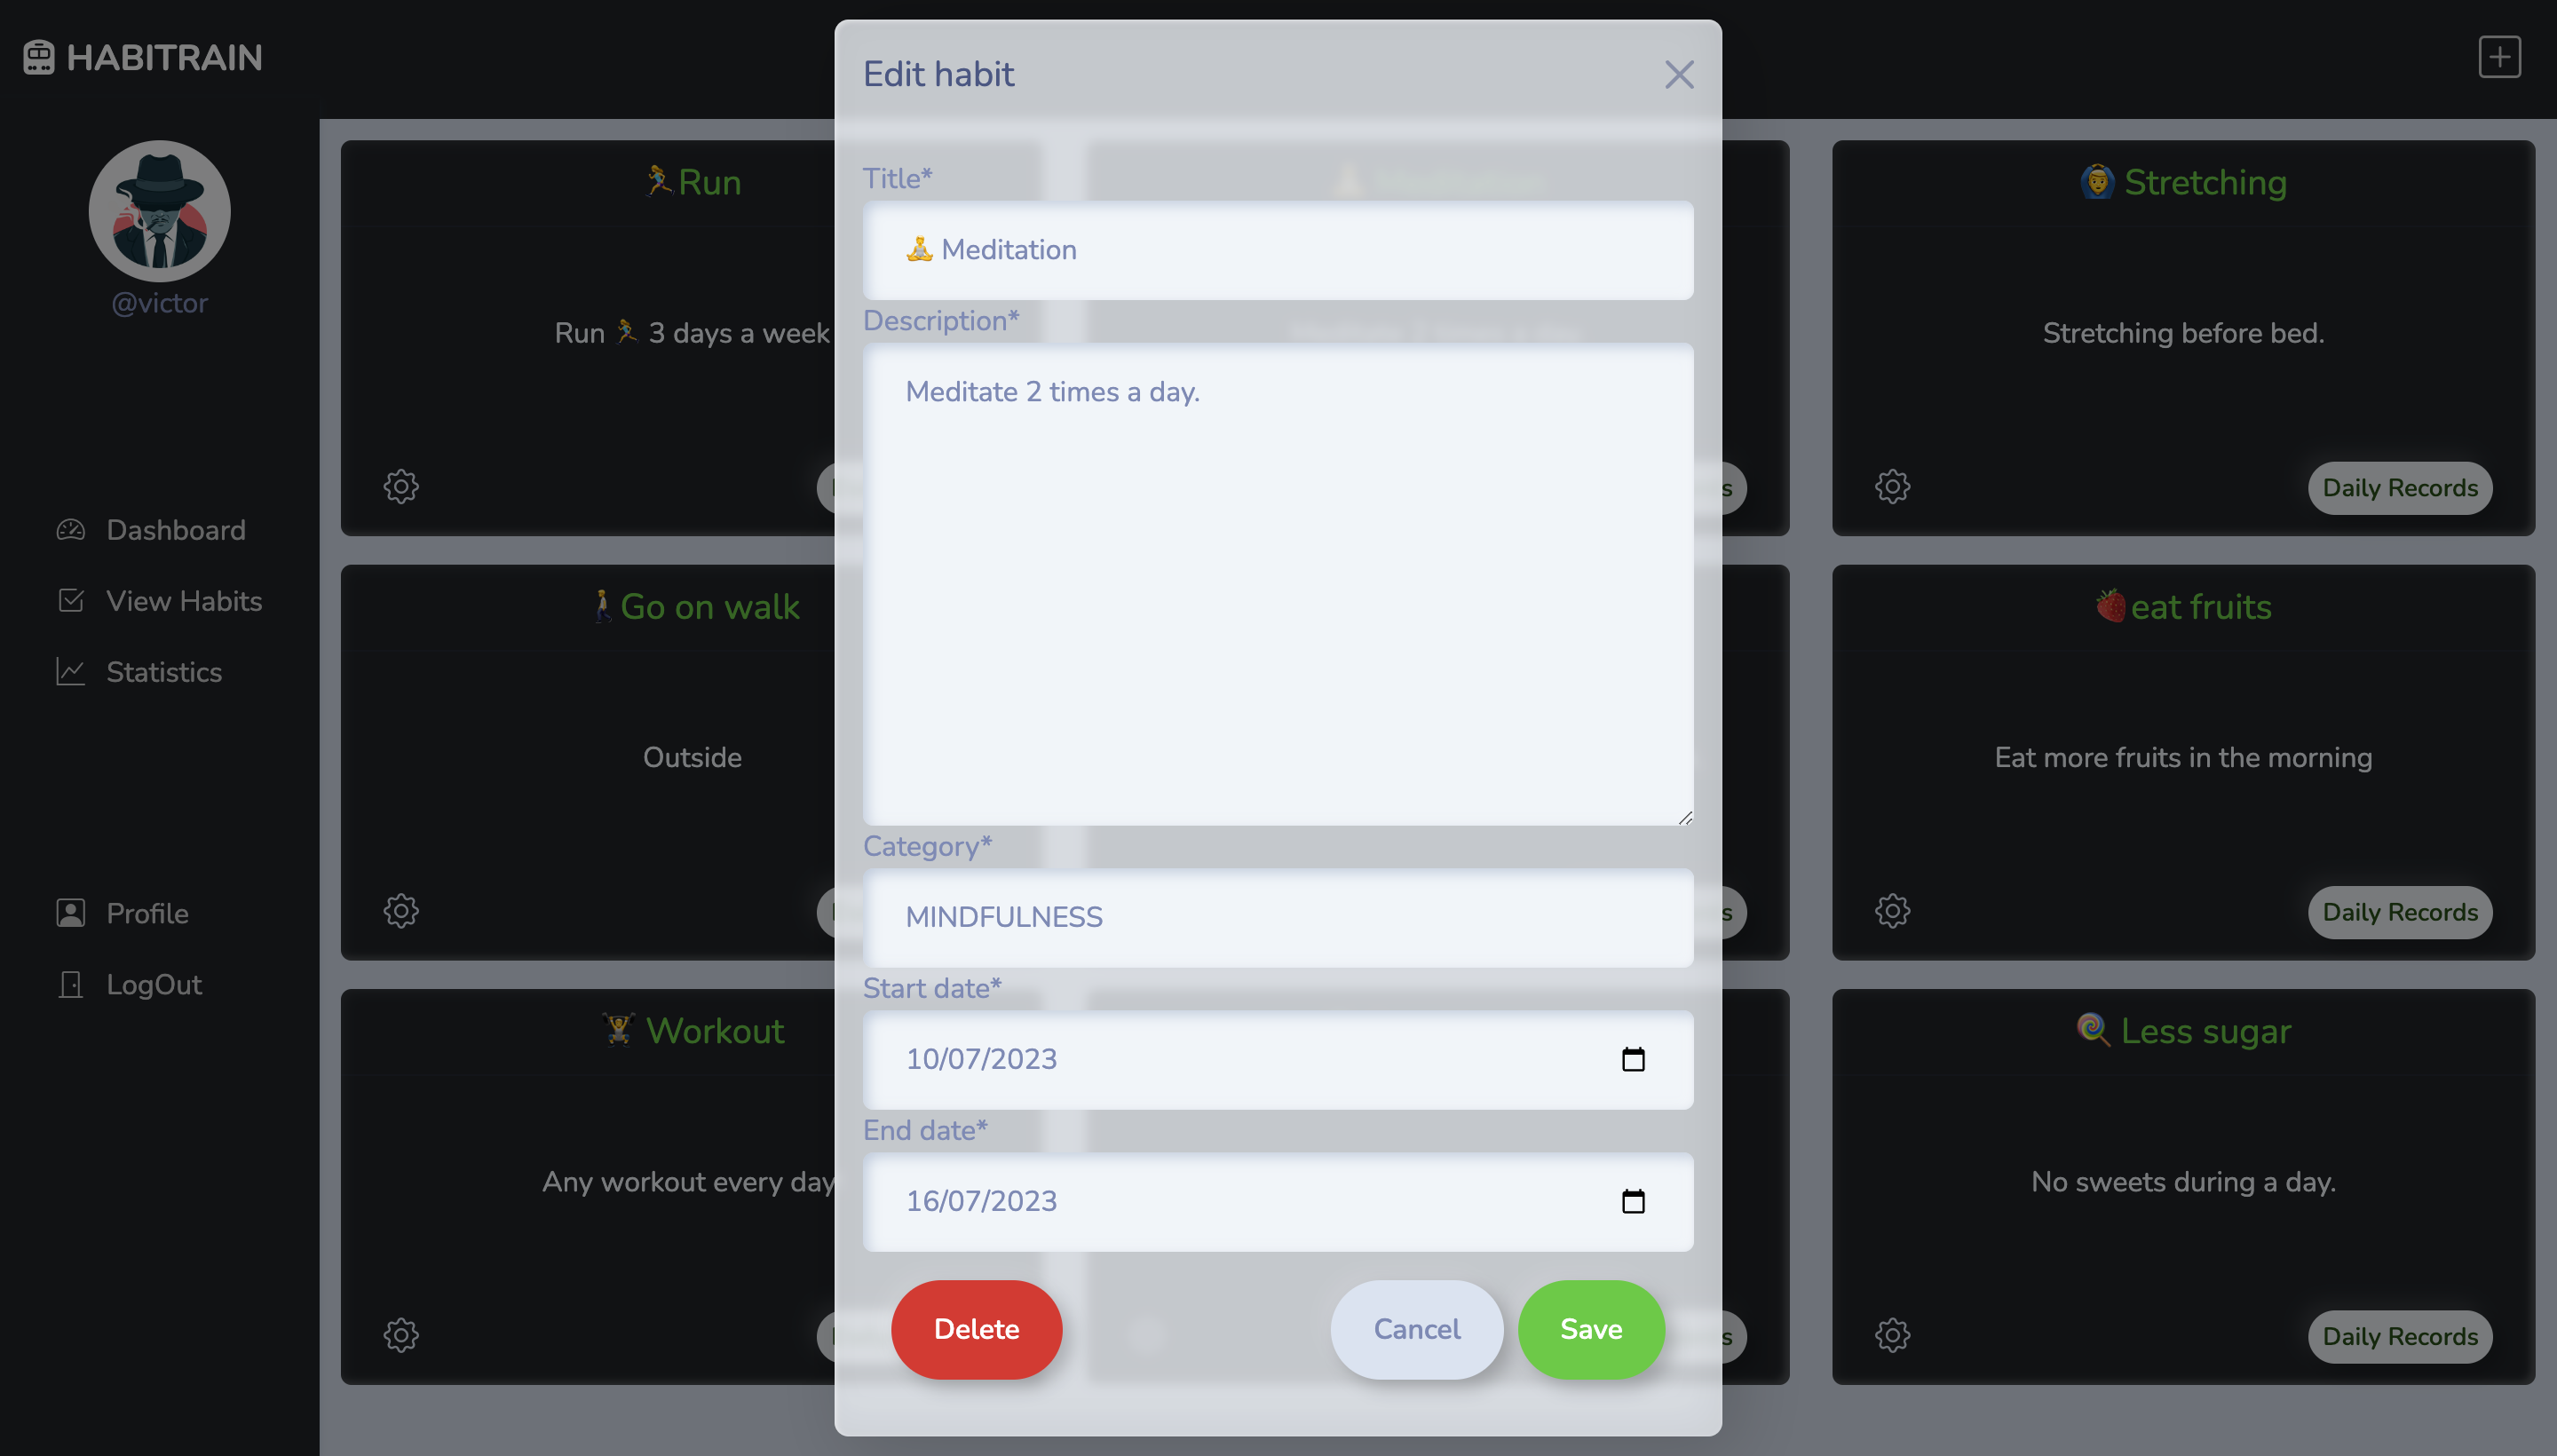 HABITRAIN
@victor
Dashboard
View Habits
Statistics
Profile
LogOut
🏃Run
Run 🏃 3 days a week
🚶Go on walk
Outside
🏋️ Workout
Any workout every day
Edit habit
Title*
🧘 Meditation
Description*
Meditate 2 times a day.
Category*
MINDFULNESS
Start date*
10/07/2023
End date*
16/07/2023
Delete
Cancel
Save
🙆‍♂️ Stretching
Stretching before bed.
Daily Records
🍓eat fruits
Eat more fruits in the morning
Daily Records
🍭 Less sugar
No sweets during a day.
Daily Records